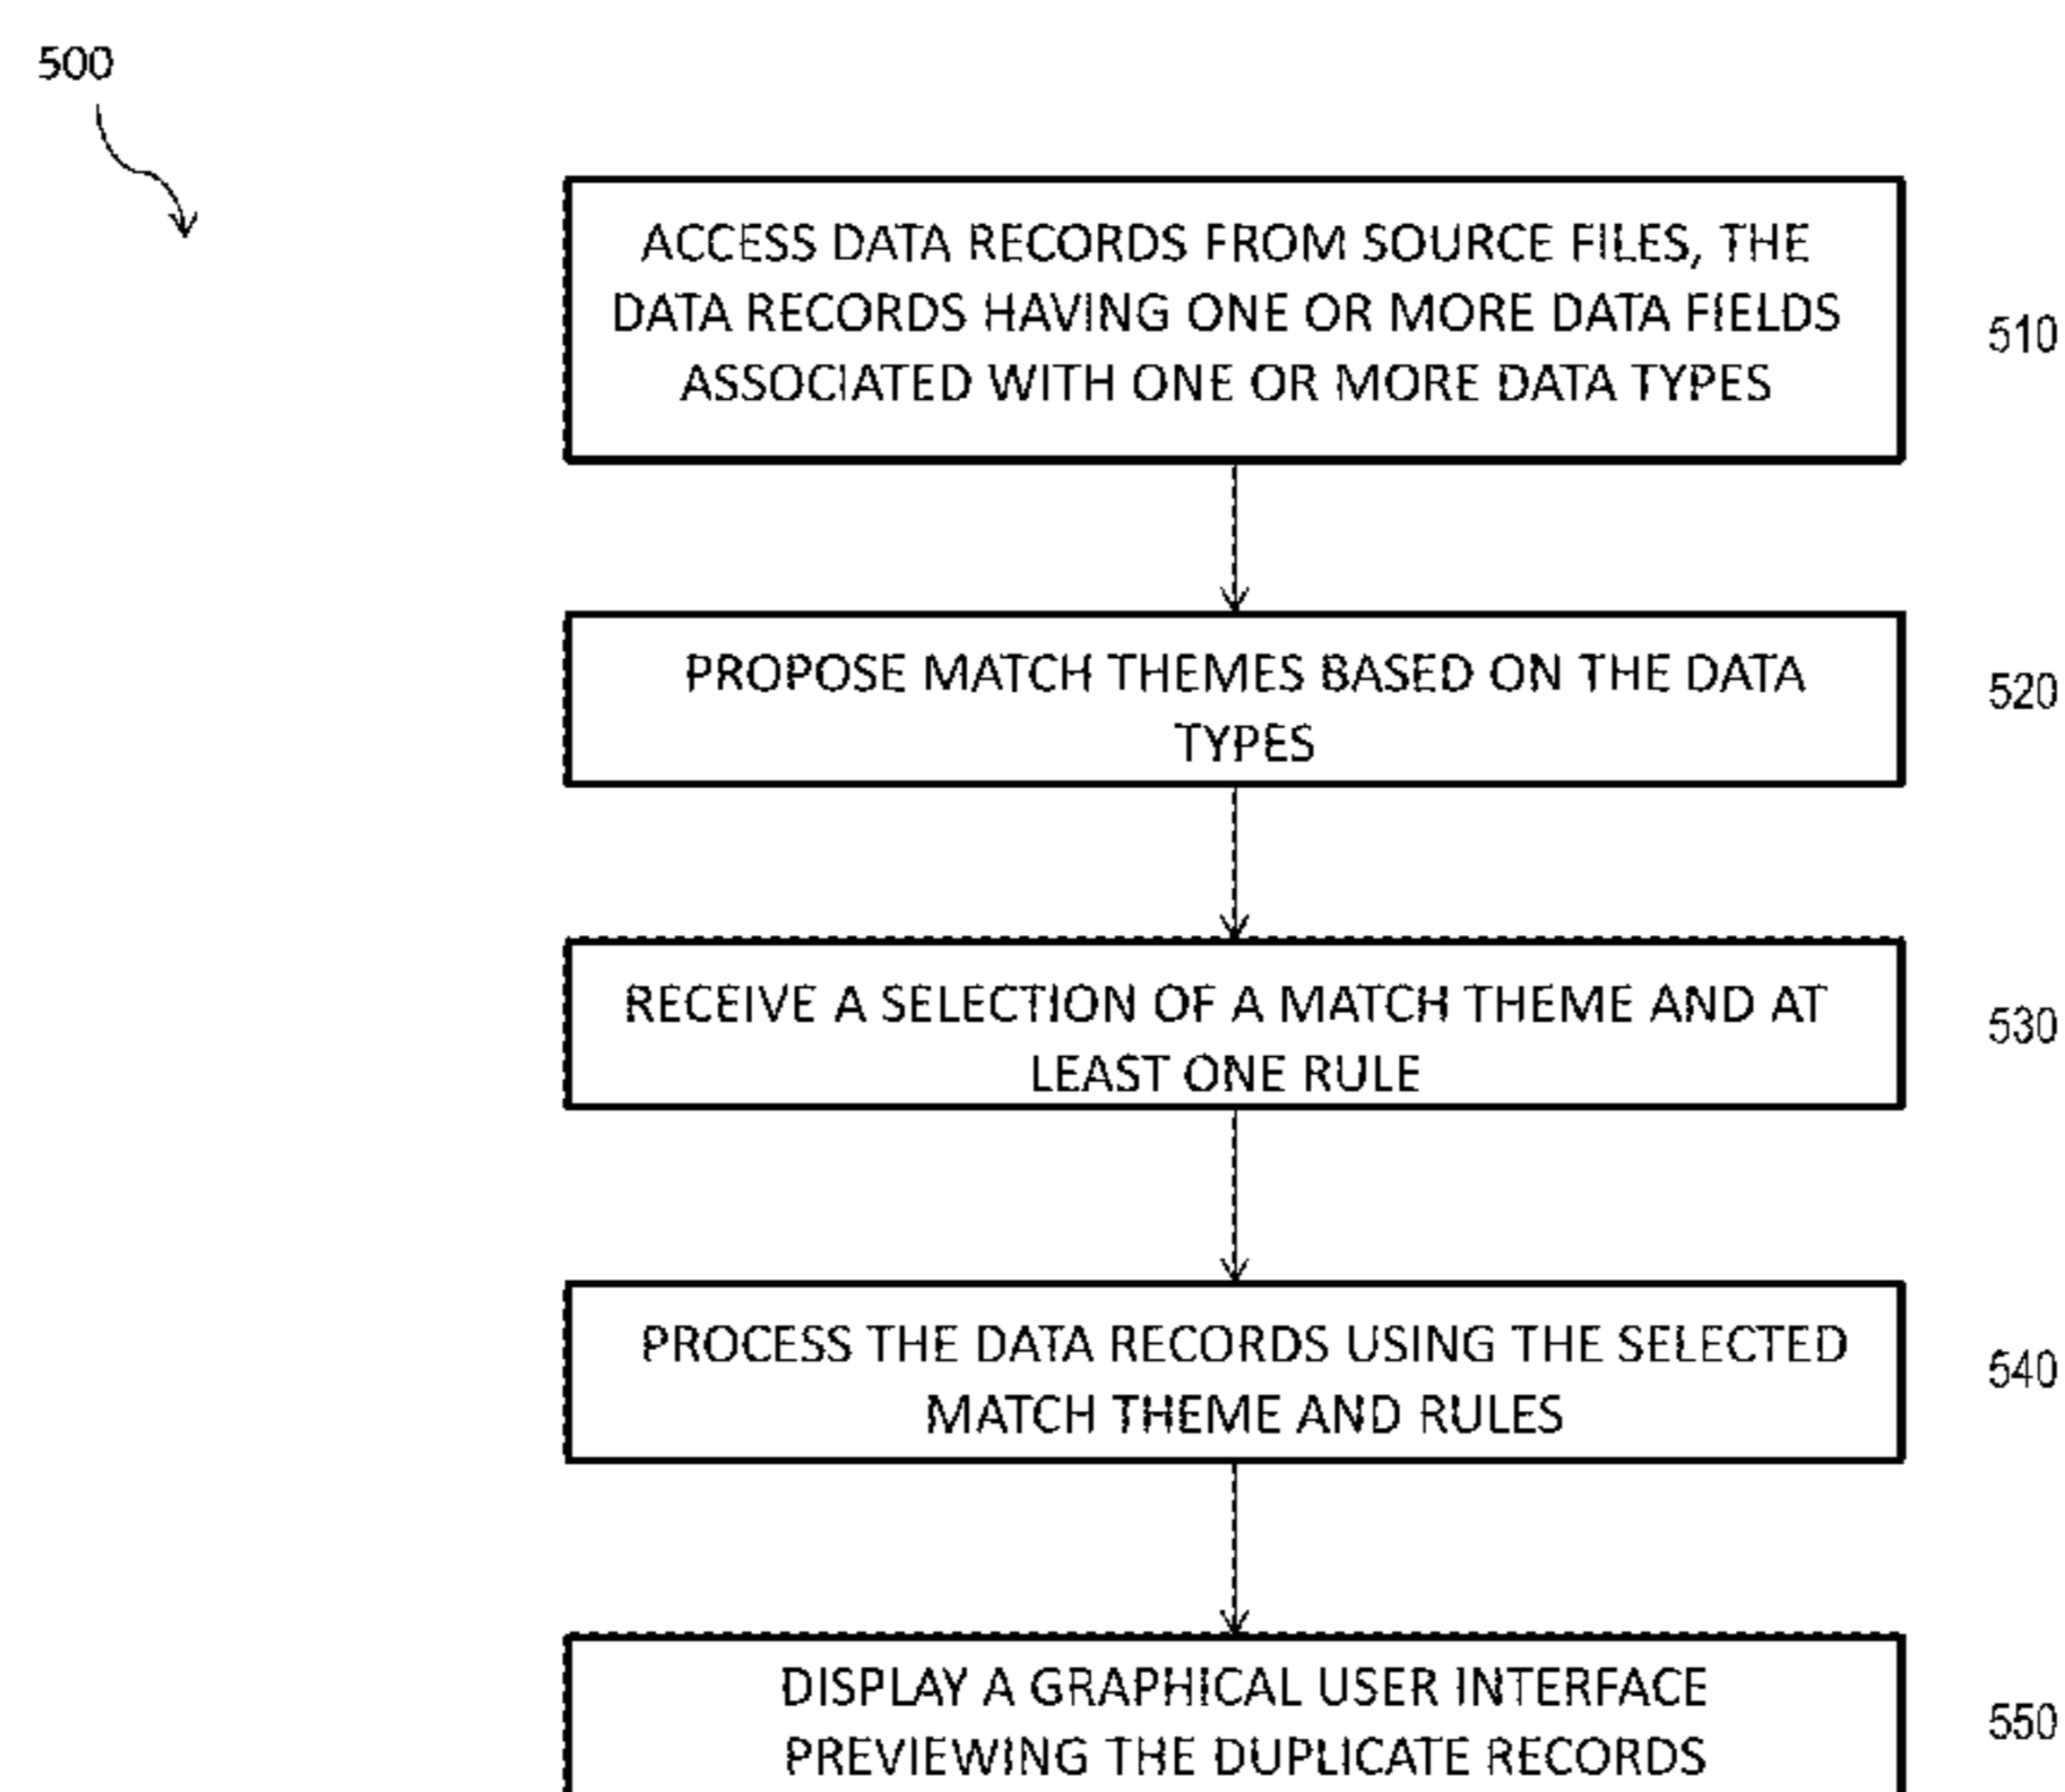 500
ACCESS DATA RECORDS FROM SOURCE FILES, THE
DATA RECORDS HAVING ONE OR MORE DATA FIELDS
ASSOCIATED WITH ONE OR MORE DATA TYPES
510
PROPOSE MATCH THEMES BASED ON THE DATA
TYPES
520
RECEIVE A SELECTION OF A MATCH THEME AND AT
LEAST ONE RULE
530
PROCESS THE DATA RECORDS USING THE SELECTED
MATCH THEME AND RULES
540
DISPLAY A GRAPHICAL USER INTERFACE
PREVIEWING THE DUPLICATE RECORDS
550